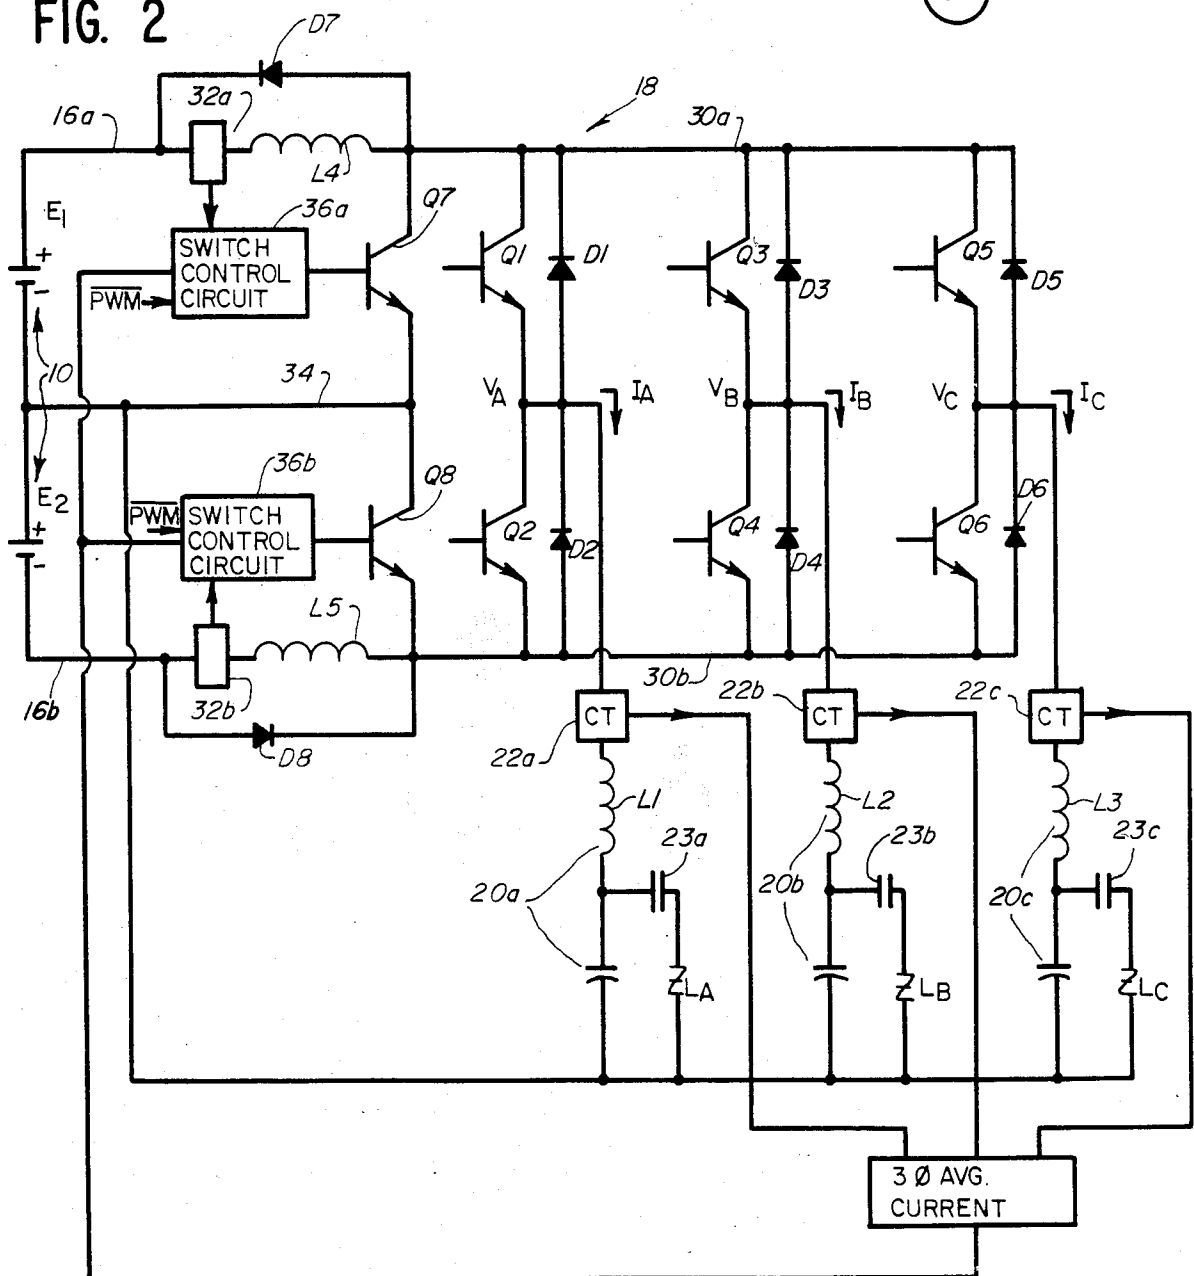 FIG. 2
D7
32a
16a
18
30a
L4
E1
36a
Q7
SWITCH
CONTROL
CIRCUIT
PWM
Q1
D1
Q3
D3
Q5
D5
+
-
10
34
VA
IA
VB
IB
VC
IC
36b
Q8
E2
PWM
SWITCH
CONTROL
CIRCUIT
Q2
D2
Q4
D4
Q6
D6
+
-
L5
16b
32b
30b
D8
22a
CT
22b
CT
22c
CT
L1
L2
L3
23a
23b
23c
20a
20b
20c
ZLA
ZLB
ZLC
3 Ø AVG.
CURRENT